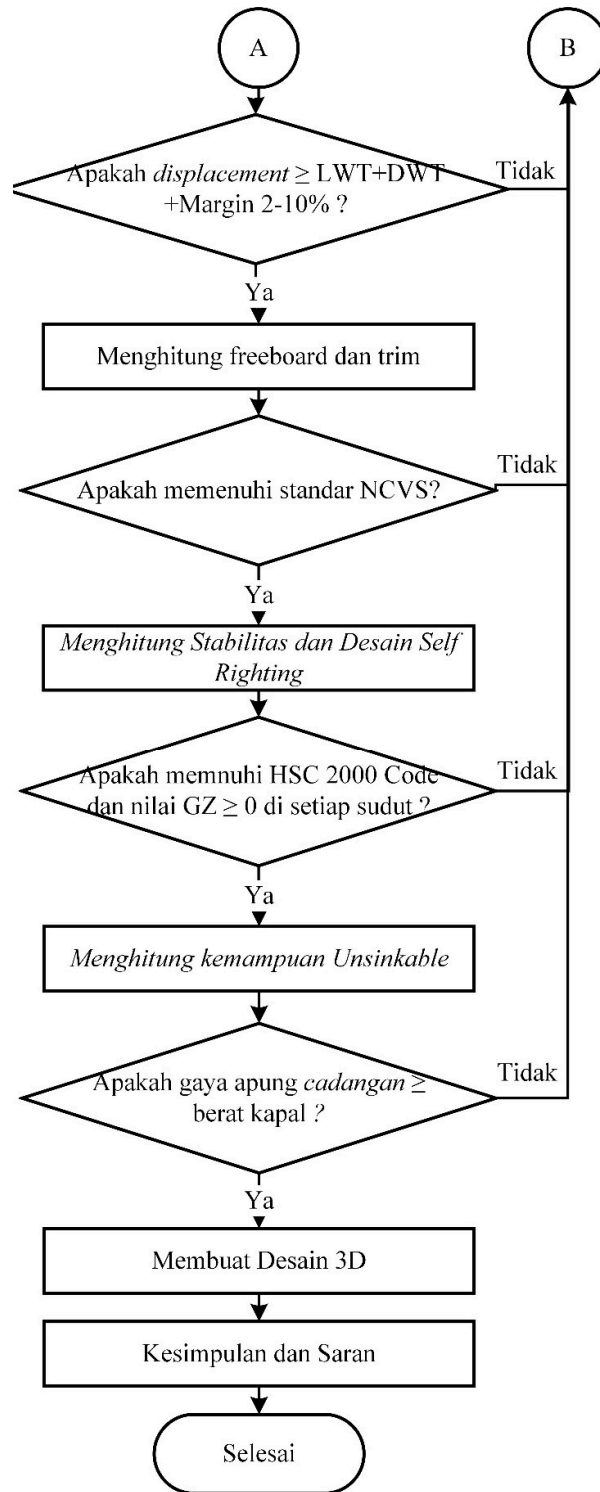 A
B
Apakah displacement ≥ LWT+DWT
+Margin 2-10% ?
Tidak
Ya
Menghitung freeboard dan trim
Apakah memenuhi standar NCVS?
Tidak
Ya
Menghitung Stabilitas dan Desain Self
Righting
Apakah memnuhi HSC 2000 Code
dan nilai GZ ≥ 0 di setiap sudut ?
Tidak
Ya
Menghitung kemampuan Unsinkable
Apakah gaya apung cadangan ≥
berat kapal ?
Tidak
Ya
Membuat Desain 3D
Kesimpulan dan Saran
Selesai